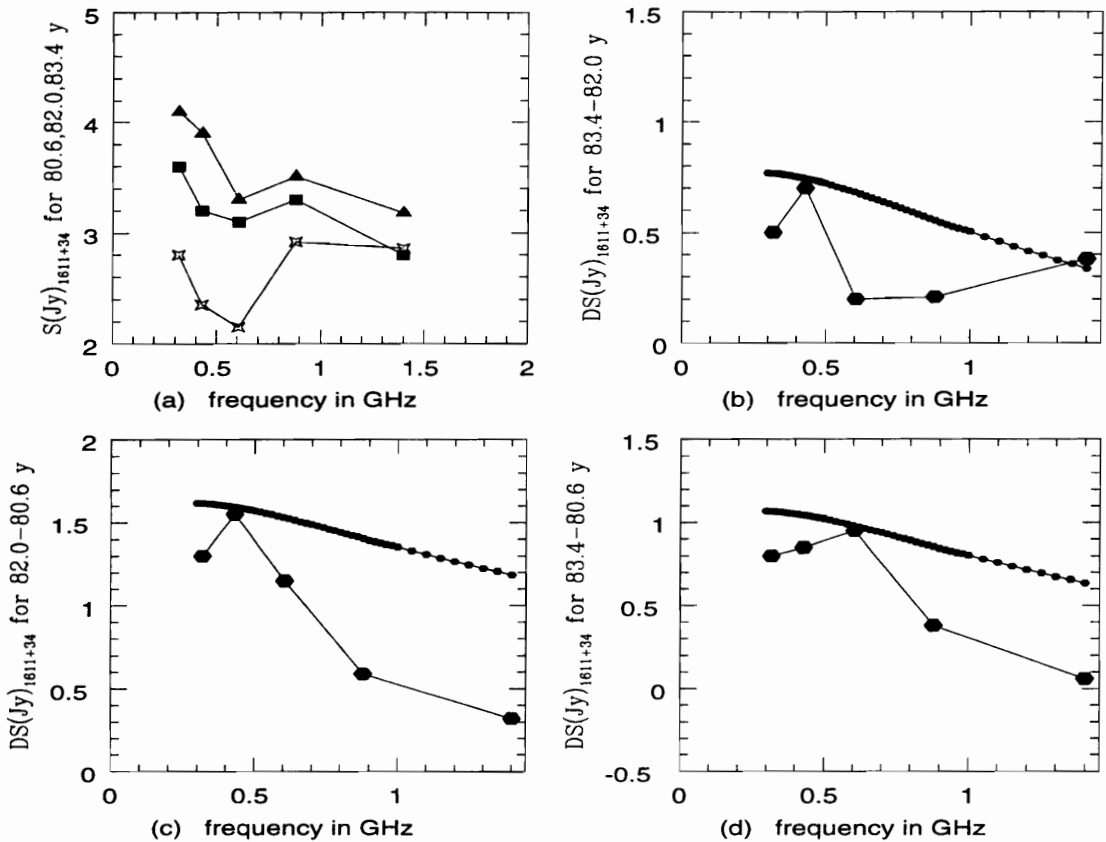 S(Jy)1611+34 for 80.6,82.0,83.4 y
5
4
3
2
0 0.5 1 1.5 2
(a) frequency in GHz
DS(Jy)1611+34 for 83.4-82.0 y
1.5
1
0.5
0
0 0.5 1
(b) frequency in GHz
DS(Jy)1611+34 for 82.0-80.6 y
2
1.5
1
0.5
0
0 0.5 1
(c) frequency in GHz
DS(Jy)1611+34 for 83.4-80.6 y
1.5
1
0.5
0
-0.5
0 0.5 1
(d) frequency in GHz